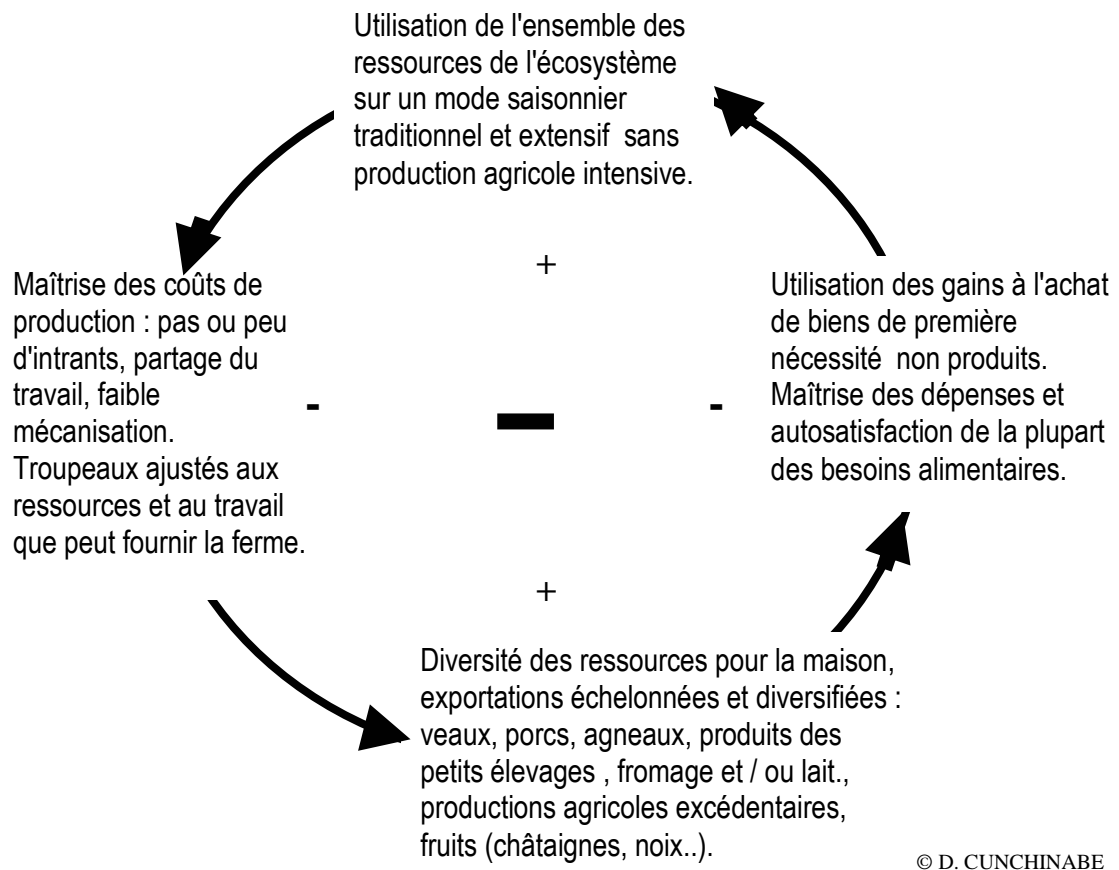 Utilisation de l'ensemble des
ressources de l'écosystème
sur un mode saisonnier
traditionnel et extensif  sans
production agricole intensive.
+
Maîtrise des coûts de
production : pas ou peu
d'intrants, partage du
travail, faible
mécanisation.
Troupeaux ajustés aux
ressources et au travail
que peut fournir la ferme.
-
-
-
Utilisation des gains à l'achat
de biens de première
nécessité  non produits.
Maîtrise des dépenses et
autosatisfaction de la plupart
des besoins alimentaires.
+
Diversité des ressources pour la maison,
exportations échelonnées et diversifiées :
veaux, porcs, agneaux, produits des
petits élevages , fromage et / ou lait.,
productions agricoles excédentaires,
fruits (châtaignes, noix..).
© D. CUNCHINABE